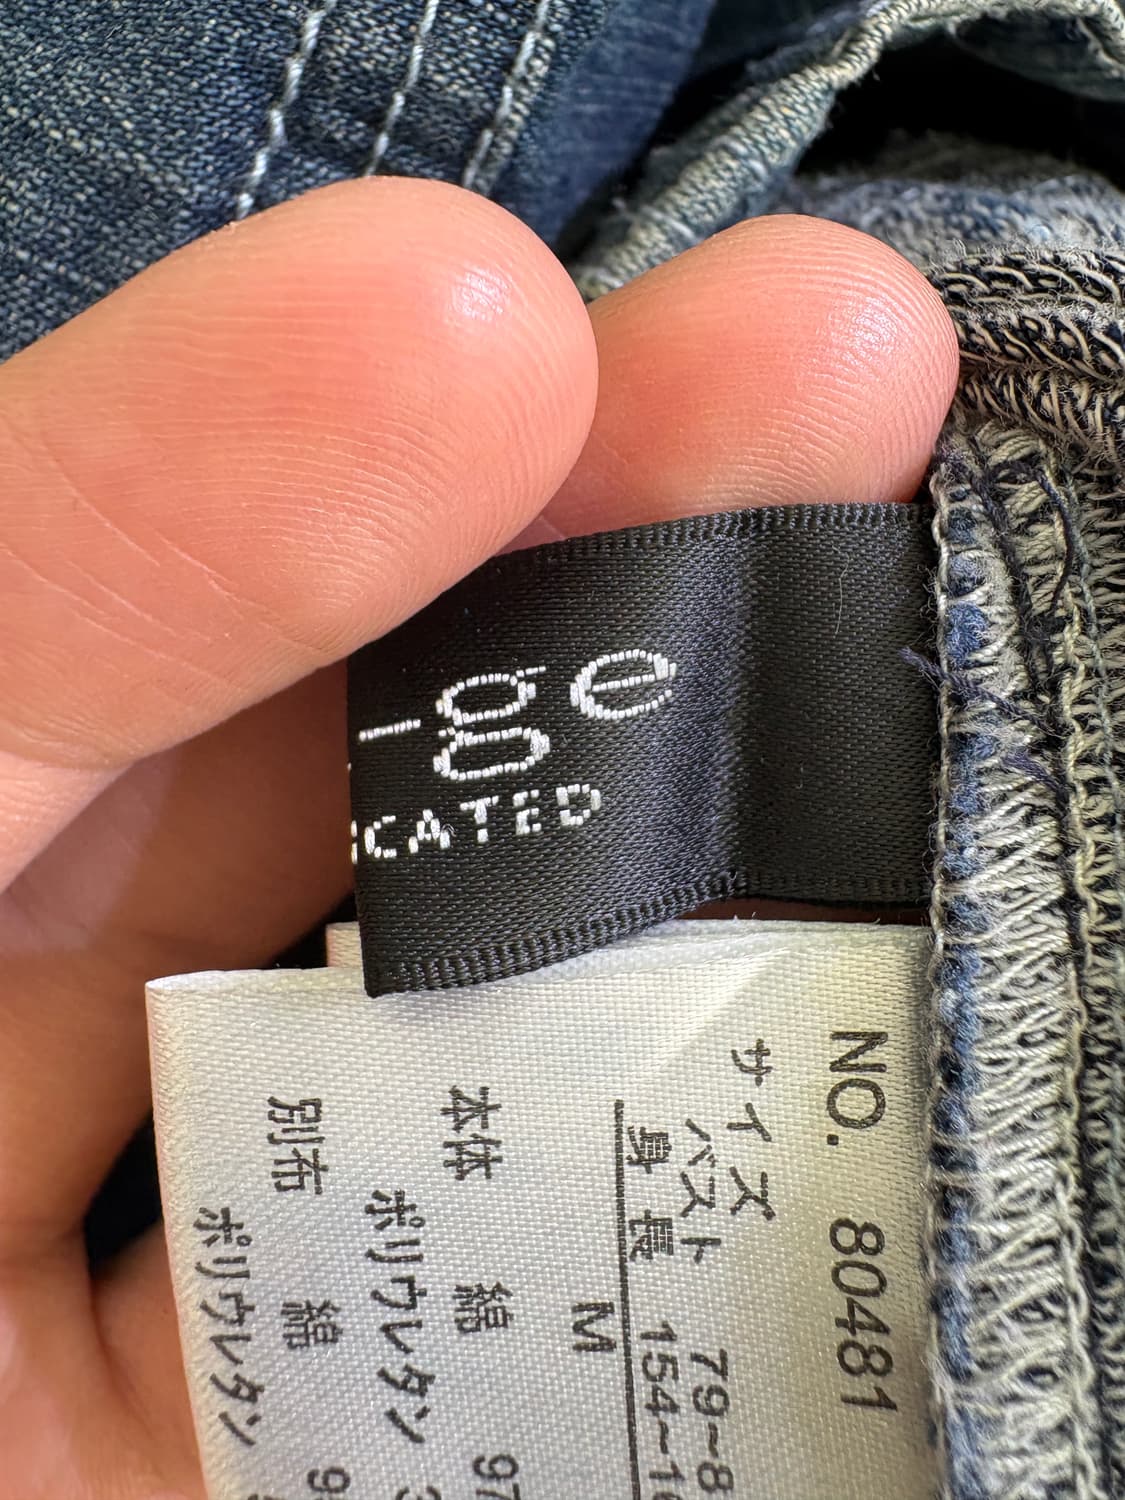 ge
CATED
NO. 80481
サイズ
バスト 79-8
身長 154-1
M
本体 綿 97
ポリウレタン 3
別布 綿 9
ポリウレタン